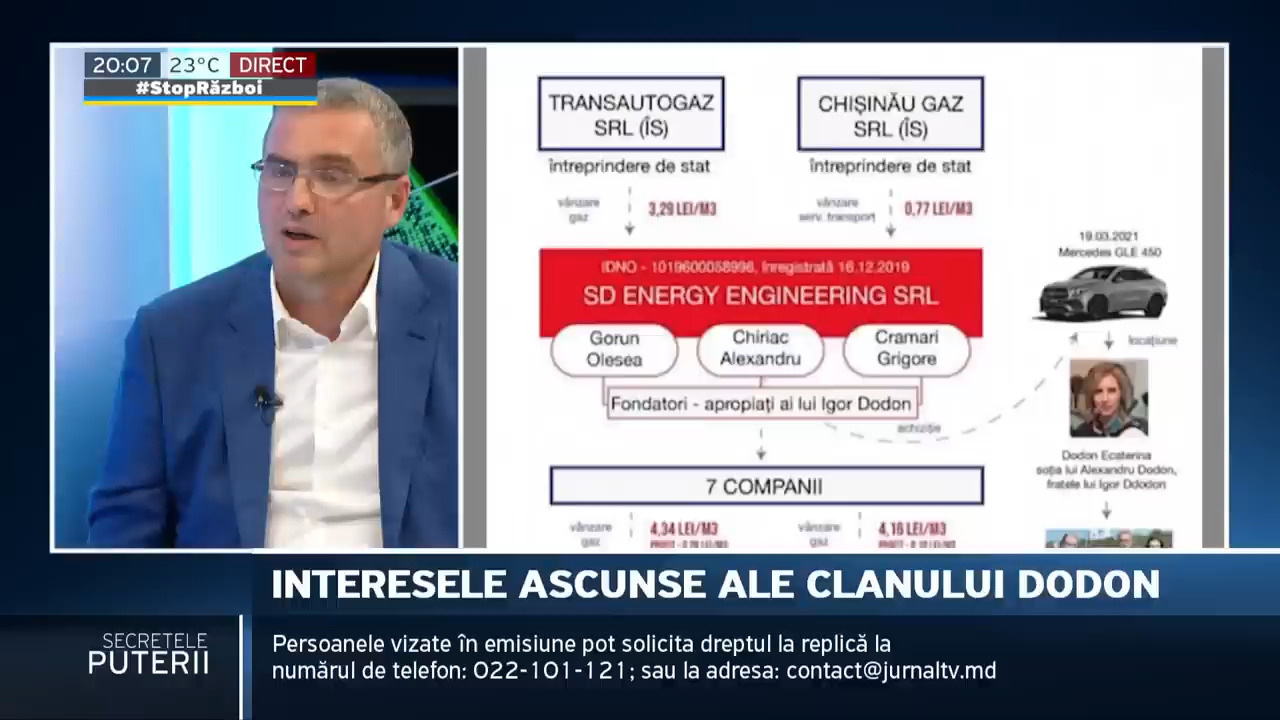 20:07 23°C DIRECT
#StopRăzboi
TRANSAUTOGAZ
SRL (ÎS)
întreprindere de stat
vânzare
gaz
3,29 LEI/M3
CHIȘINĂU GAZ
SRL (ÎS)
întreprindere de stat
vânzare
serv. transport
0,77 LEI/M3
IDNO - 1019600058996, înregistrată 16.12.2019
SD ENERGY ENGINEERING SRL
Gorun
Olesea
Chiriac
Alexandru
Cramari
Grigore
Fondatori - apropiați ai lui Igor Dodon
achiziție
19.03.2021
Mercedes GLE 450
locațiune
Dodon Ecaterina
soția lui Alexandru Dodon,
fratele lui Igor Ddodon
7 COMPANII
vânzare
gaz
4,34 LEI/M3
vânzare
gaz
4,16 LEI/M3
INTERESELE ASCUNSE ALE CLANULUI DODON
SECRETELE
PUTERII
Persoanele vizate în emisiune pot solicita dreptul la replică la
numărul de telefon: 022-101-121; sau la adresa: contact@jurnaltv.md